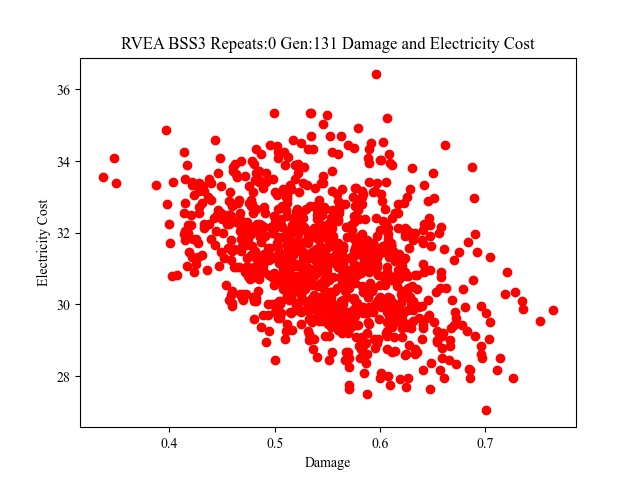 RVEA BSS3 Repeats:0 Gen:131 Damage and Electricity Cost
36
34
32
30
28
Electricity Cost
0.4 0.5 0.6 0.7
Damage